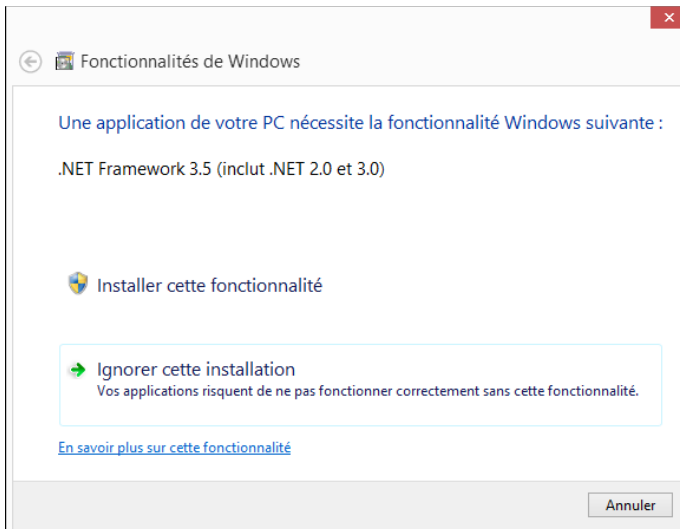 Fonctionnalités de Windows
Une application de votre PC nécessite la fonctionnalité Windows suivante :
.NET Framework 3.5 (inclut .NET 2.0 et 3.0)
Installer cette fonctionnalité
Ignorer cette installation
Vos applications risquent de ne pas fonctionner correctement sans cette fonctionnalité.
En savoir plus sur cette fonctionnalité
Annuler